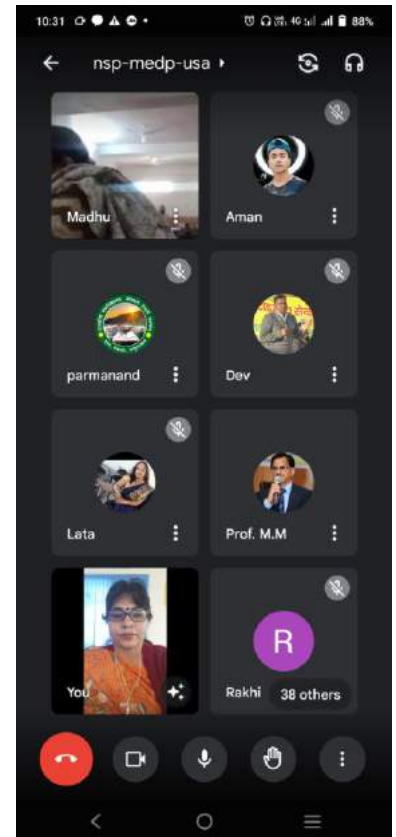 10:31 88%
nsp-medp-usa
Madhu
Aman
parmanand
Dev
Lata
Prof. M.M
You
R
Rakhi 38 others